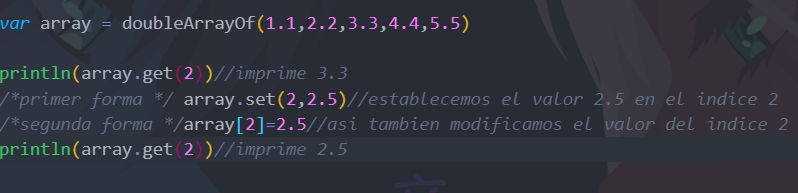 var array = doubleArrayOf(1.1,2.2,3.3,4.4,5.5)
println(array.get(2))//imprime 3.3
/*primer forma */ array.set(2,2.5)//establecemos el valor 2.5 en el indice 2
/*segunda forma */array[2]=2.5//asi tambien modificamos el valor del indice 2
println(array.get(2))//imprime 2.5